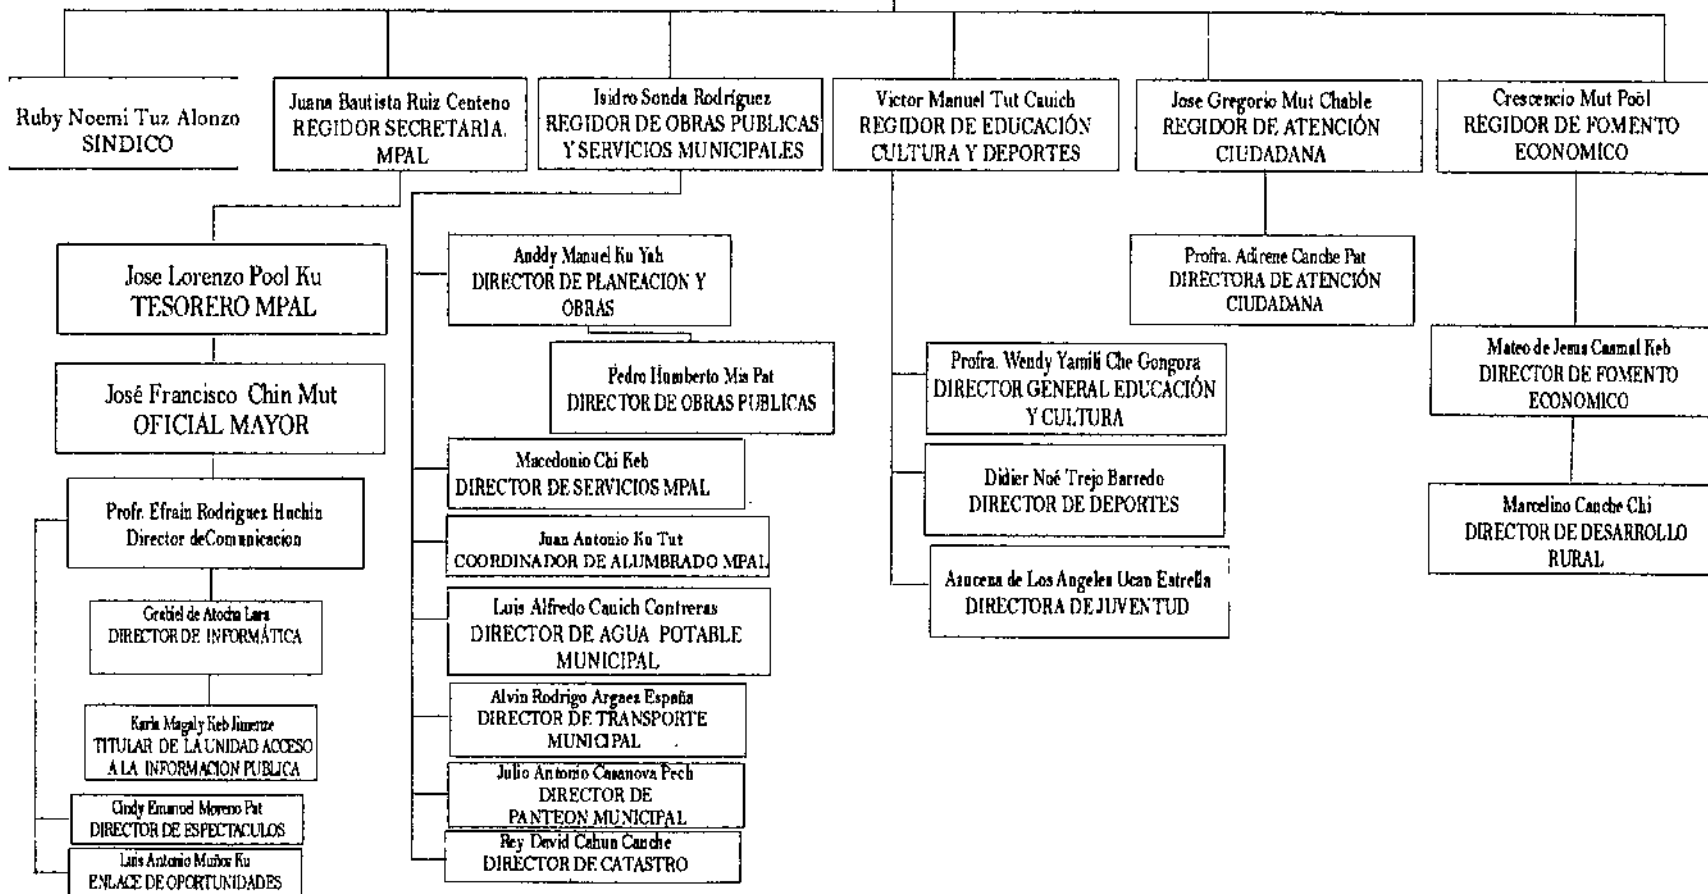 Ruby Noemi Tuz Alonzo
SÍNDICO
Juana Bautista Ruiz Centeno
REGIDOR SECRETARIA.
MPAL
Isidro Sonda Rodríguez
REGIDOR DE OBRAS PUBLICAS
Y SERVICIOS MUNICIPALES
Victor Manuel Tut Cauich
REGIDOR DE EDUCACIÓN
CULTURA Y DEPORTES
Jose Gregorio Mut Chable
REGIDOR DE ATENCIÓN
CIUDADANA
Crescencio Mut Poól
REGIDOR DE FOMENTO
ECONOMICO
Jose Lorenzo Pool Ku
TESORERO MPAL
José Francisco Chin Mut
OFICIAL MAYOR
Profr. Efrain Rodriguez Huchin
Director deComunicacion
Grabiel de Atocha Lara
DIRECTOR DE INFORMÁTICA
Karla Magaly Keb Jimenze
TITULAR DE LA UNIDAD ACCESO
A LA INFORMACION PUBLICA
Cindy Emanuel Moreno Pat
DIRECTOR DE ESPECTACULOS
Luis Antonio Muñoz Ku
ENLACE DE OPORTUNIDADES
Anddy Manuel Ku Yah
DIRECTOR DE PLANEACION Y
OBRAS
Pedro Humberto Mis Pat
DIRECTOR DE OBRAS PUBLICAS
Macedonio Chi Keb
DIRECTOR DE SERVICIOS MPAL
Juan Antonio Ku Tut
COORDINADOR DE ALUMBRADO MPAL
Luis Alfredo Cauich Contreras
DIRECTOR DE AGUA POTABLE
MUNICIPAL
Alvin Rodrigo Argaez España
DIRECTOR DE TRANSPORTE
MUNICIPAL
Julio Antonio Casanova Pech
DIRECTOR DE
PANTEON MUNICIPAL
Rey David Cahun Canche
DIRECTOR DE CATASTRO
Profra. Wendy Yamili Che Gongora
DIRECTOR GENERAL EDUCACIÓN
Y CULTURA
Didier Noé Trejo Barredo
DIRECTOR DE DEPORTES
Azucena de Los Angeles Ucan Estrella
DIRECTORA DE JUVENTUD
Profra. Adirene Canche Pat
DIRECTORA DE ATENCIÓN
CIUDADANA
Mateo de Jesus Caamal Keb
DIRECTOR DE FOMENTO
ECONOMICO
Marcelino Canche Chi
DIRECTOR DE DESARROLLO
RURAL